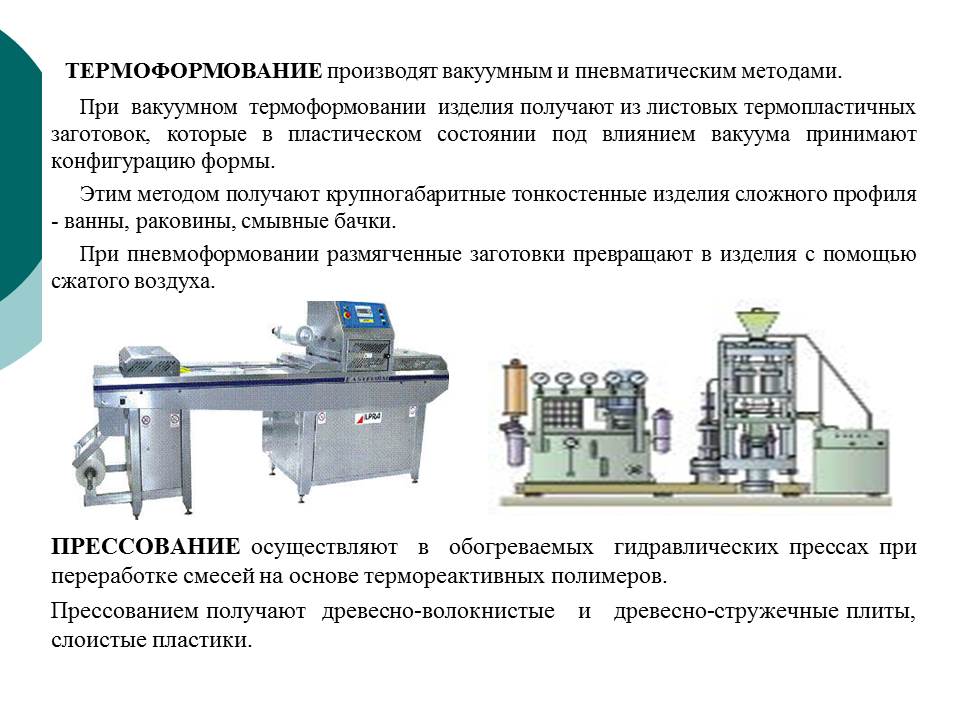 ТЕРМОФОРМОВАНИЕ производят вакуумным и пневматическим методами.
При вакуумном термоформовании изделия получают из листовых термопластичных
заготовок, которые в пластическом состоянии под влиянием вакуума принимают
конфигурацию формы.
Этим методом получают крупногабаритные тонкостенные изделия сложного профиля
- ванны, раковины, смывные бачки.
При пневмоформовании размягченные заготовки превращают в изделия с помощью
сжатого воздуха.
ILPRA
ПРЕССОВАНИЕ осуществляют в обогреваемых гидравлических прессах при
переработке смесей на основе термореактивных полимеров.
Прессованием получают древесно-волокнистые и древесно-стружечные плиты,
слоистые пластики.